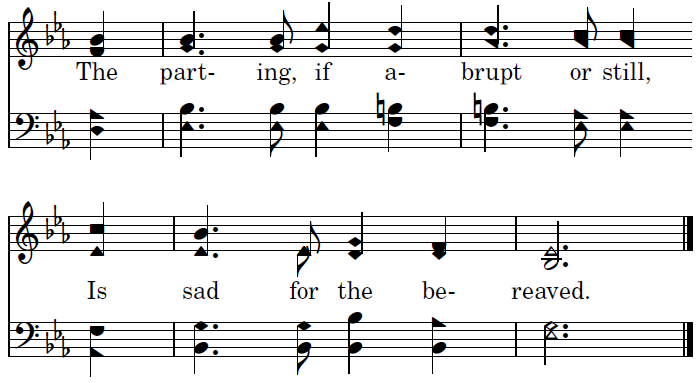 The part- ing, if a- brupt or still,
Is sad for the be- reaved.